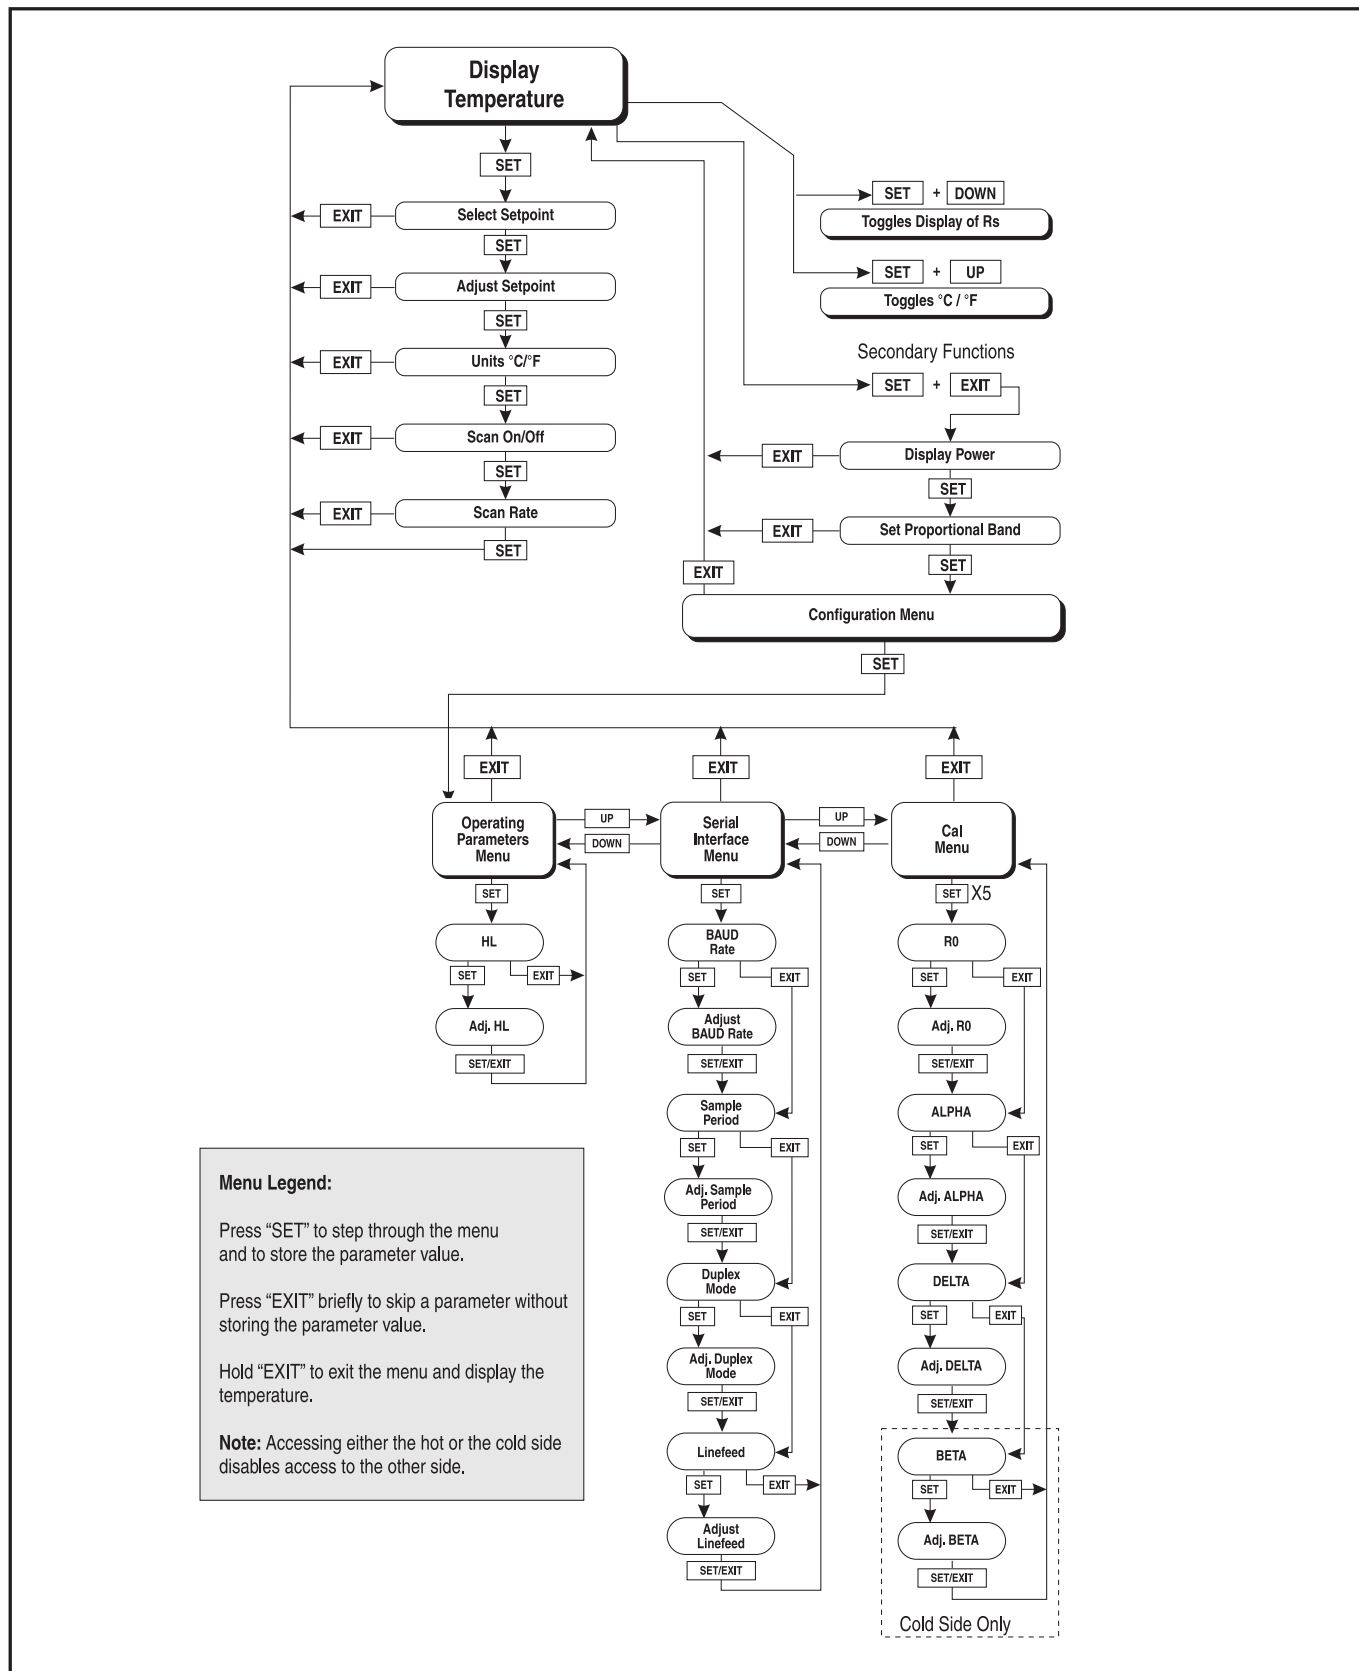 Display
Temperature
SET
EXIT
Select Setpoint
SET
EXIT
Adjust Setpoint
SET
EXIT
Units °C/°F
SET
EXIT
Scan On/Off
SET
EXIT
Scan Rate
SET
SET + DOWN
Toggles Display of Rs
SET + UP
Toggles °C / °F
Secondary Functions
SET + EXIT
EXIT
Display Power
SET
EXIT
Set Proportional Band
SET
EXIT
Configuration Menu
SET
EXIT
EXIT
EXIT
Operating
Parameters
Menu
UP
DOWN
Serial
Interface
Menu
UP
DOWN
Cal
Menu
SET
HL
SET
EXIT
Adj. HL
SET/EXIT
SET
BAUD
Rate
SET
EXIT
Adjust
BAUD Rate
SET/EXIT
Sample
Period
SET
EXIT
Adj. Sample
Period
SET/EXIT
Duplex
Mode
SET
EXIT
Adj. Duplex
Mode
SET/EXIT
Linefeed
SET
EXIT
Adjust
Linefeed
SET/EXIT
SET X5
R0
SET
EXIT
Adj. R0
SET/EXIT
ALPHA
SET
EXIT
Adj. ALPHA
SET/EXIT
DELTA
SET
EXIT
Adj. DELTA
SET/EXIT
BETA
SET
EXIT
Adj. BETA
SET/EXIT
Cold Side Only
Menu Legend:
Press “SET” to step through the menu
and to store the parameter value.
Press “EXIT” briefly to skip a parameter without
storing the parameter value.
Hold “EXIT” to exit the menu and display the
temperature.
Note: Accessing either the hot or the cold side
disables access to the other side.